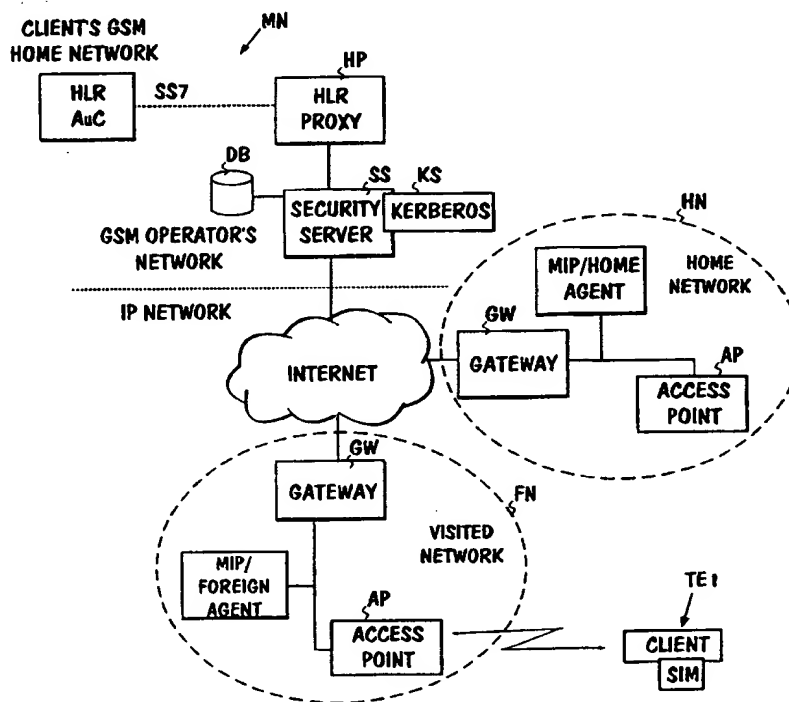 CLIENT'S GSM
HOME NETWORK
MN
HLR
AuC
SS7
HP
HLR
PROXY
DB
SS
KS
SECURITY
SERVER
KERBEROS
GSM OPERATOR'S
NETWORK
IP NETWORK
HN
MIP/HOME
AGENT
HOME
NETWORK
GW
GATEWAY
AP
ACCESS
POINT
INTERNET
GW
GATEWAY
FN
VISITED
NETWORK
MIP/
FOREIGN
AGENT
AP
ACCESS
POINT
TE1
CLIENT
SIM